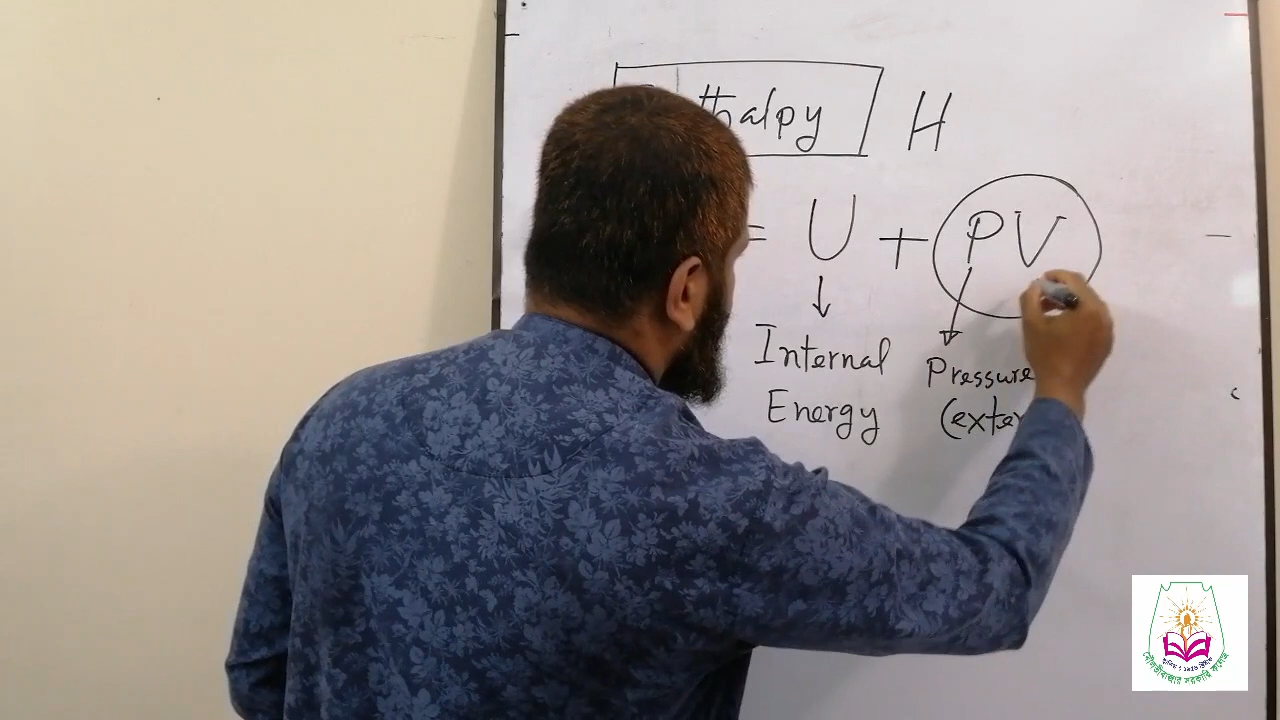 thalpy H
= U + PV
Internal Pressure
Energy (exter